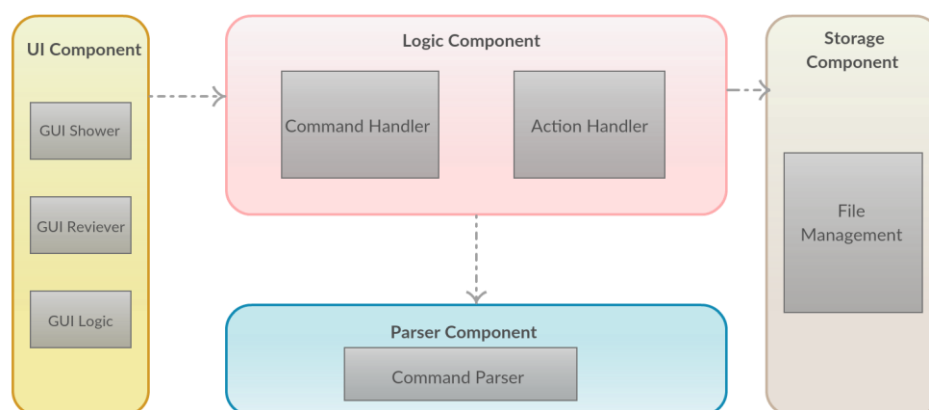 UI Component
GUI Shower
GUI Reviever
GUI Logic
Logic Component
Command Handler
Action Handler
Parser Component
Command Parser
Storage
Component
File
Management